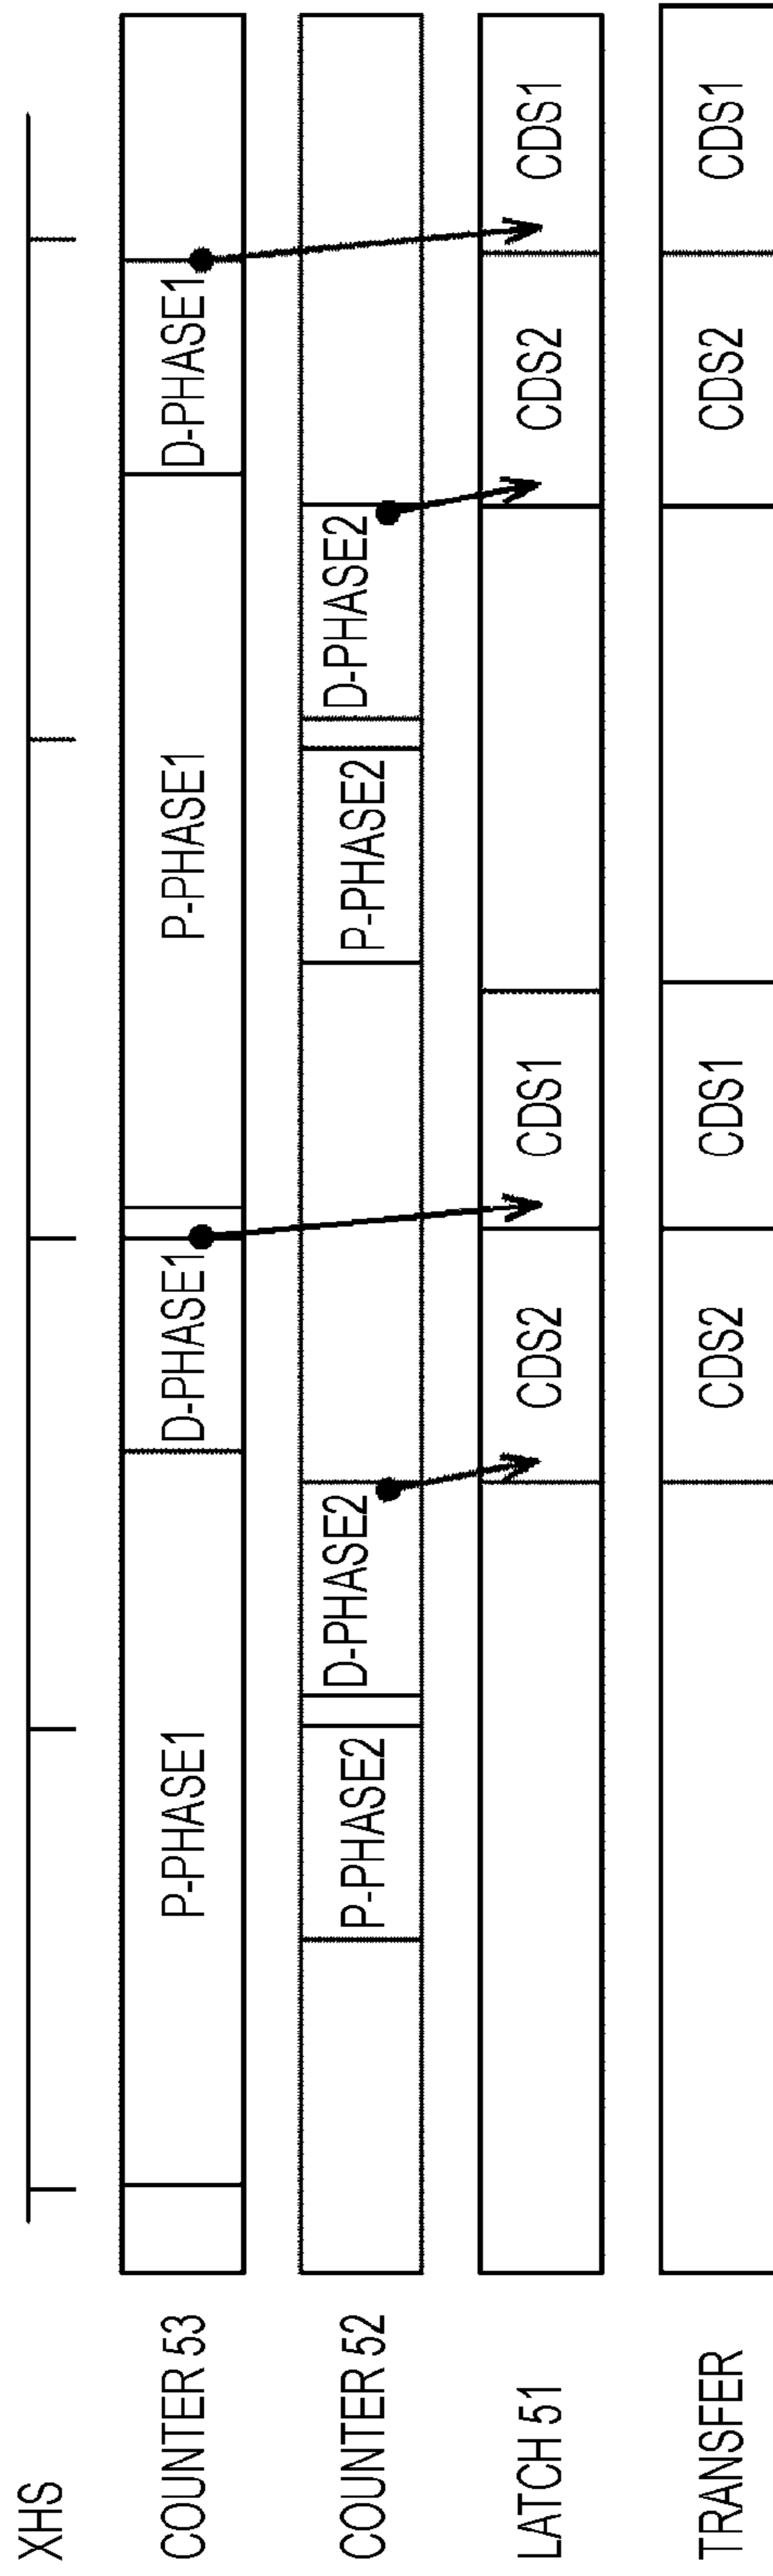 XHS
COUNTER 53
P-PHASE1
D-PHASE1
P-PHASE1
D-PHASE1
COUNTER 52
P-PHASE2
D-PHASE2
P-PHASE2
D-PHASE2
LATCH 51
CDS2
CDS1
CDS2
CDS1
TRANSFER
CDS2
CDS1
CDS2
CDS1